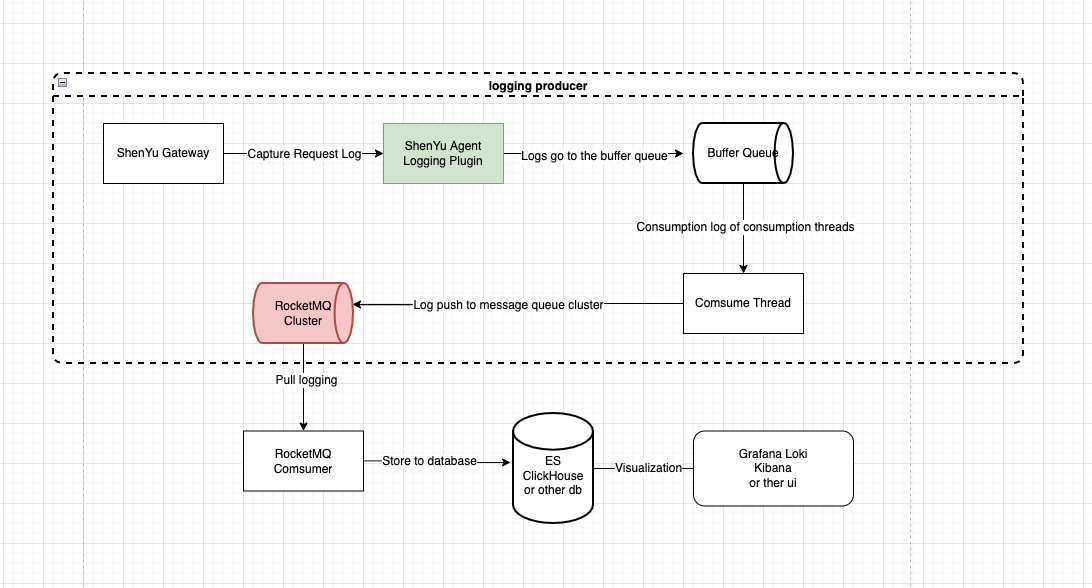 logging producer
ShenYu Gateway
Capture Request Log
ShenYu Agent
Logging Plugin
Logs go to the buffer queue
Buffer Queue
Consumption log of consumption threads
Comsume Thread
Log push to message queue cluster
RocketMQ
Cluster
Pull logging
RocketMQ
Comsumer
Store to database
ES
ClickHouse
or other db
Visualization
Grafana Loki
Kibana
or ther ui